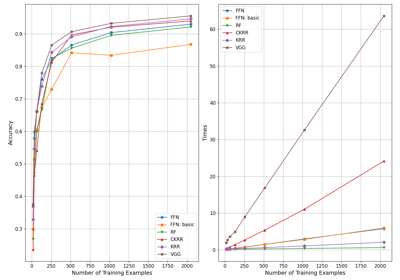 0.9
0.8
0.7
0.6
0.5
0.4
0.3
Accuracy
0
250
500
750
1000
1250
1500
1750
2000
Number of Training Examples
FFN
FFN: basic
RF
CKRR
KRR
VGG
60
50
40
30
20
10
0
Times
0
250
500
750
1000
1250
1500
1750
2000
Number of Training Examples
FFN
FFN: basic
RF
CKRR
KRR
VGG